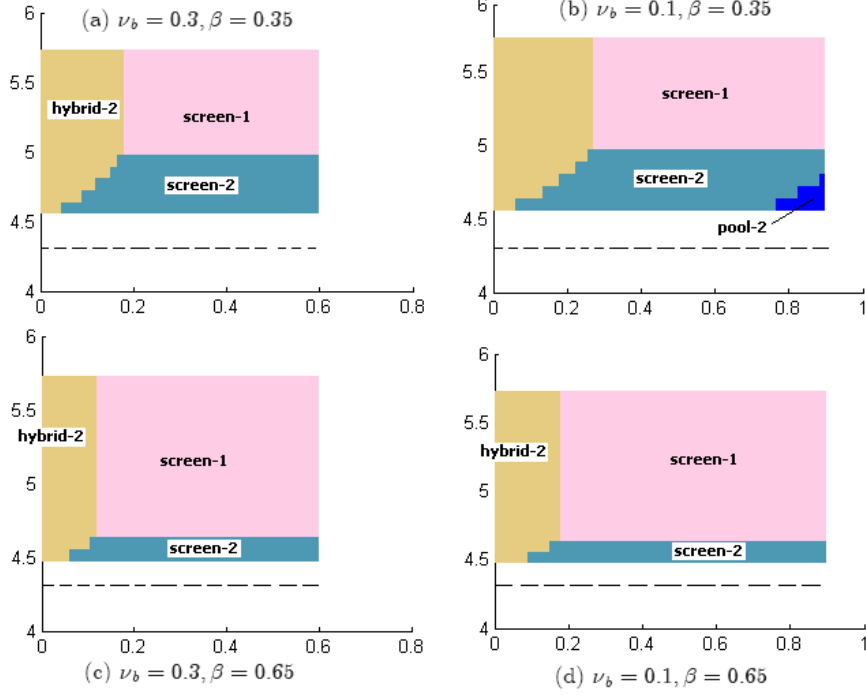 (a) ν_b = 0.3, β = 0.35
(b) ν_b = 0.1, β = 0.35
6
5.5
5
4.5
4
hybrid-2
screen-1
screen-2
0
0.2
0.4
0.6
0.8
6
5.5
5
4.5
4
screen-1
screen-2
pool-2
0
0.2
0.4
0.6
0.8
1
6
5.5
5
4.5
4
hybrid-2
screen-1
screen-2
0
0.2
0.4
0.6
0.8
6
5.5
5
4.5
4
hybrid-2
screen-1
screen-2
0
0.2
0.4
0.6
0.8
1
(c) ν_b = 0.3, β = 0.65
(d) ν_b = 0.1, β = 0.65